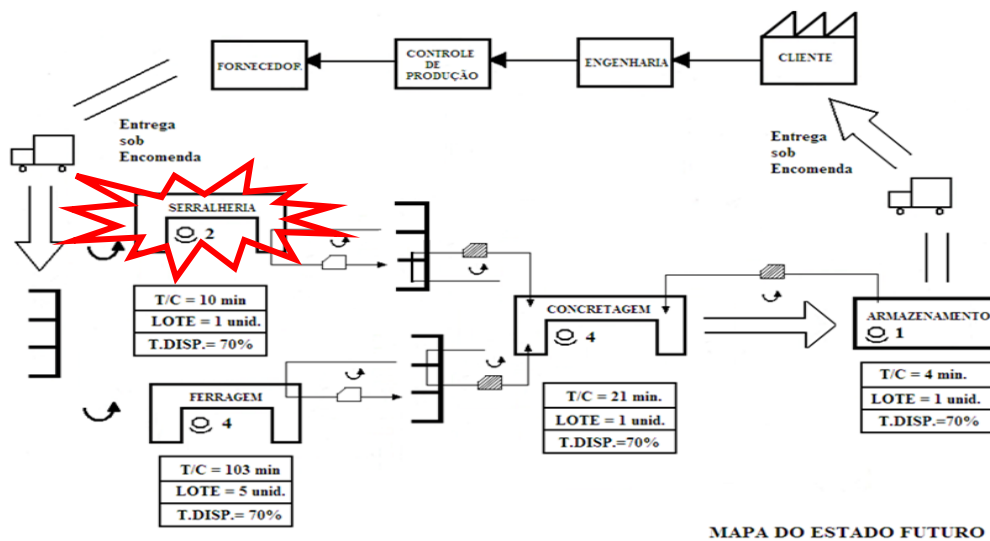 FORNECEDOF.
CONTROLE
DE
PRODUÇÃO
ENGENHARIA
CLIENTE
Entrega
sob
Encomenda
Entrega
sob
Encomenda
SERRALHERIA
2
T/C = 10 min
LOTE = 1 unid.
T.DISP.= 70%
FERRAGEM
4
T/C = 103 min
LOTE = 5 unid.
T.DISP.= 70%
CONCRETAGEM
4
T/C = 21 min.
LOTE = 1 unid.
T.DISP.=70%
ARMAZENAMENTO
1
T/C = 4 min.
LOTE = 1 unid.
T.DISP.=70%
MAPA DO ESTADO FUTURO